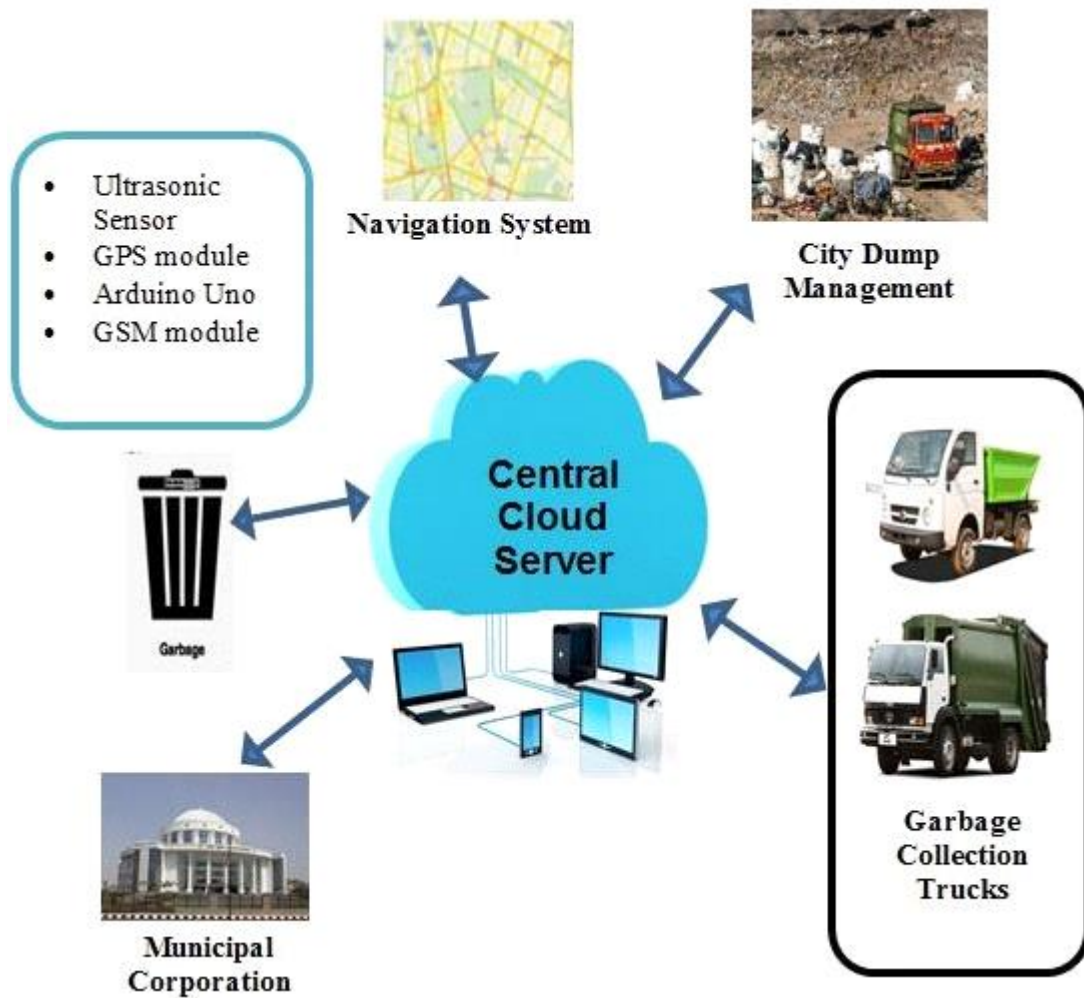 • Ultrasonic
Sensor
• GPS module
• Arduino Uno
• GSM module
Navigation System
City Dump
Management
Central
Cloud
Server
Garbage
Municipal
Corporation
Garbage
Collection
Trucks